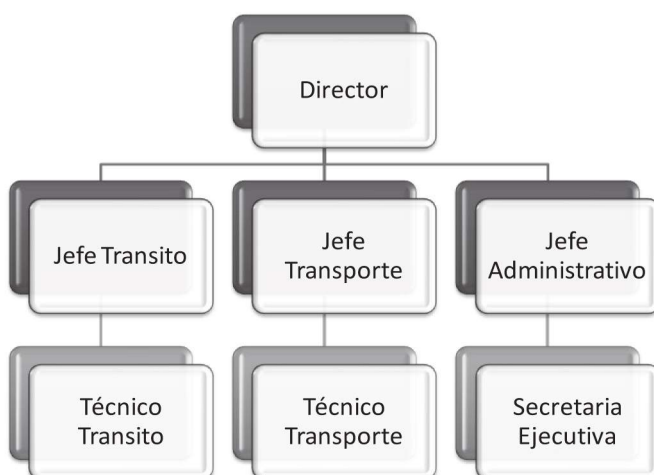 Director
Jefe Transito
Jefe
Transporte
Jefe
Administrativo
Técnico
Transito
Técnico
Transporte
Secretaria
Ejecutiva